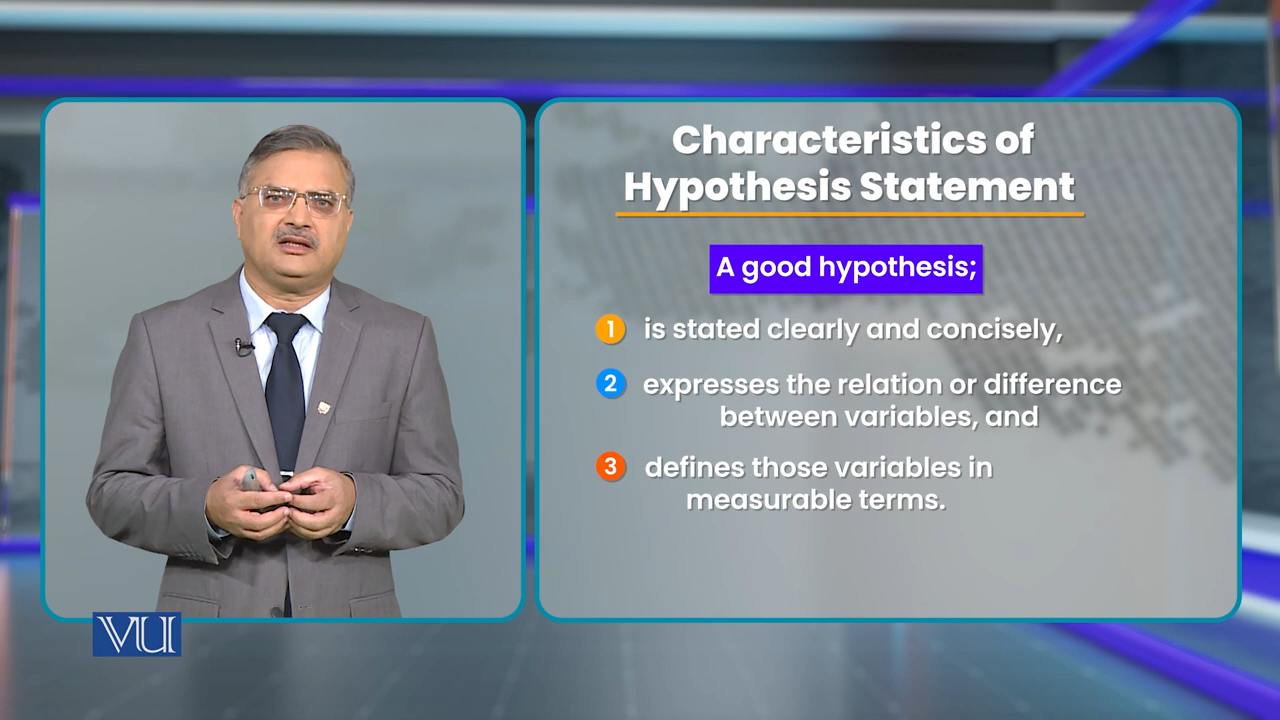 Characteristics of
Hypothesis Statement
A good hypothesis;
1 is stated clearly and concisely,
2 expresses the relation or difference
between variables, and
3 defines those variables in
measurable terms.
VU